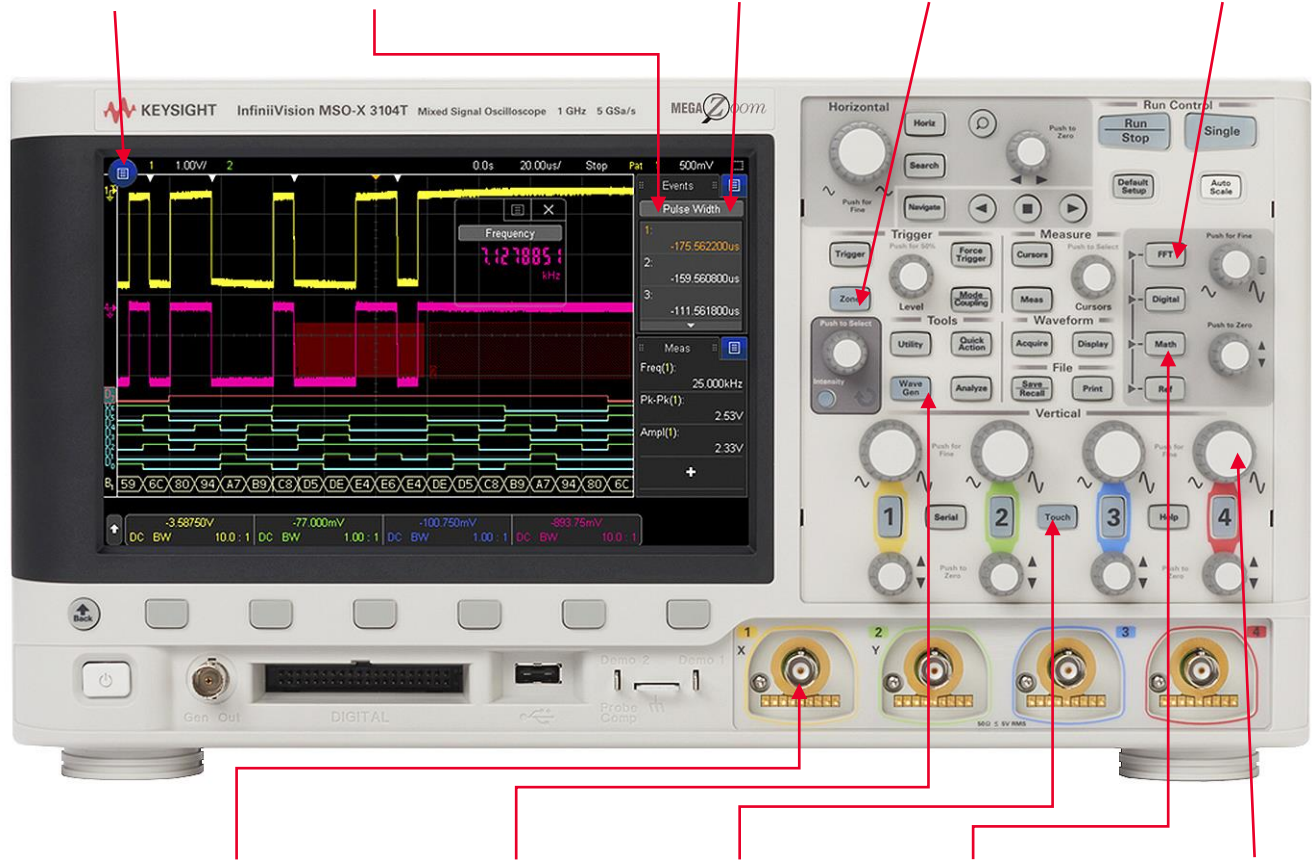 KEYSIGHT InfiniiVision MSO-X 3104T Mixed Signal Oscilloscope 1 GHz 5 GSa/s MEGA Zoom
1 1.00V/ 2 0.0s 20.00us/ Stop Pat 500mV
Events
Pulse Width
1:
-175.562200us
2:
-159.560800us
3:
-111.561800us
Frequency
7.1278851
kHz
Meas
Freq(1):
25.000kHz
Pk-Pk(1):
2.53V
Ampl(1):
2.33V
+
B1 59 6C 80 94 A7 B9 C8 D5 DE E4 E6 E4 DE D5 C8 B9 A7 94 80 6C
-3.58750V -77.000mV -100.750mV -893.75mV
DC BW 10.0 : 1 DC BW 1.00 : 1 DC BW 1.00 : 1 DC BW 10.0 : 1
Back
Gen Out
DIGITAL
Demo 2 Demo 1
Probe
Comp
Horizontal
Horiz
Search
Navigate
Push for
Fine
Push to
Zero
Run Control
Run
Stop
Single
Default
Setup
Auto
Scale
Trigger
Push for 50%
Trigger
Force
Trigger
Zone
Level
Mode
Coupling
Measure
Push to Select
Cursors
Meas
Cursors
FFT
Push for Fine
Digital
Math
Push to Zero
Ref
Push to Select
Intensity
Tools
Utility
Quick
Action
Wave
Gen
Analyze
Waveform
Acquire
Display
File
Save
Recall
Print
Vertical
Push for
Fine
Push for
Fine
1 Serial 2 Touch 3 Help 4
Push to
Zero
Push to
Zero
1 2 3 4
X Y
50Ω ≤ 5V RMS